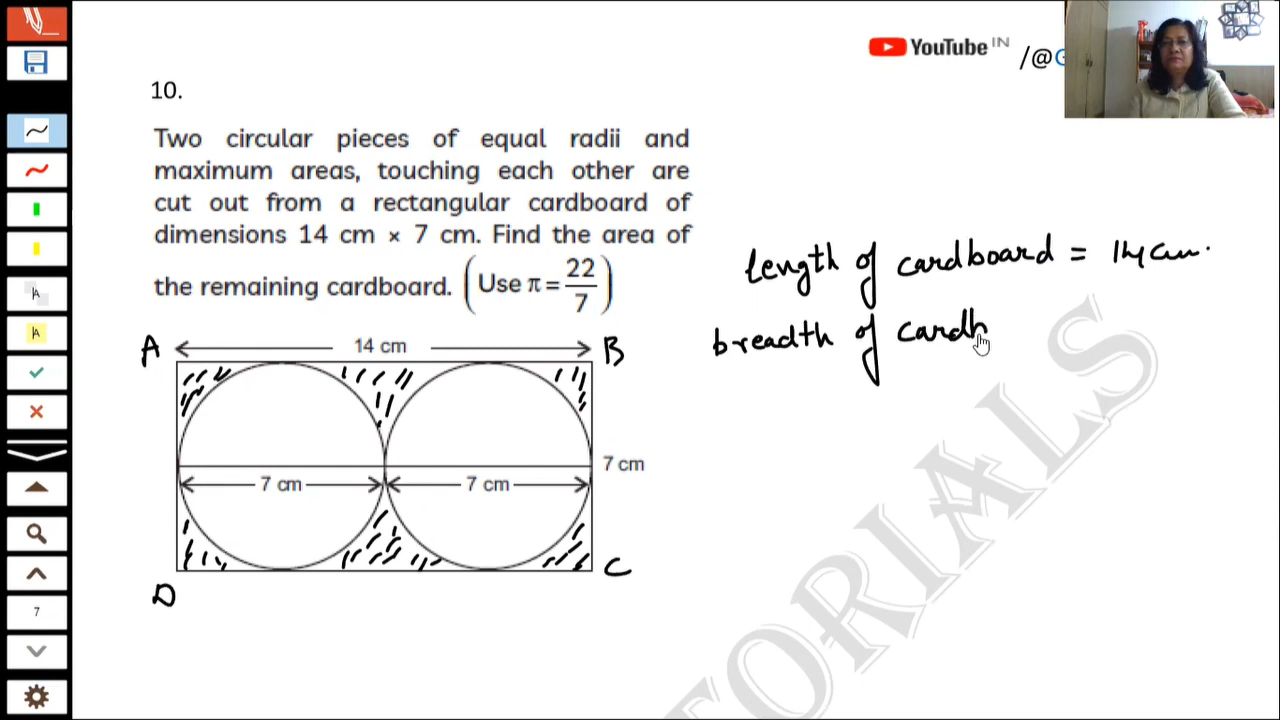 YouTube IN /@G
10.
Two circular pieces of equal radii and
maximum areas, touching each other are
cut out from a rectangular cardboard of
dimensions 14 cm × 7 cm. Find the area of
the remaining cardboard. (Use π = 22/7)
length of cardboard = 14 cm.
breadth of cardb
A 14 cm B
7 cm
7 cm 7 cm
D C
A
A
7
TORIALS